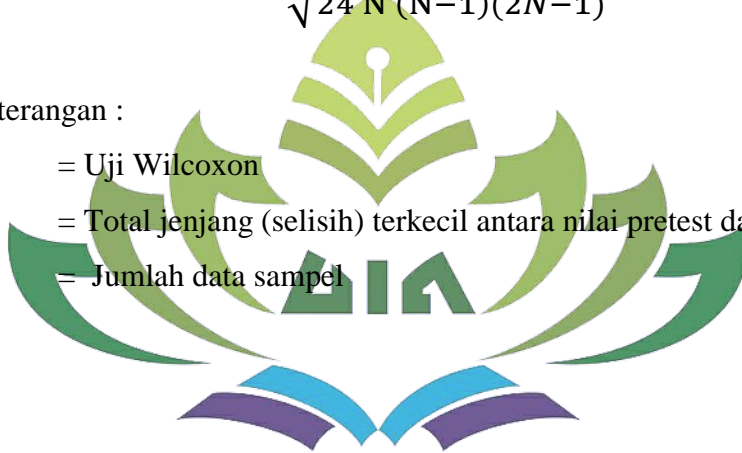 √24 N (N−1)(2N−1)
terangan :
= Uji Wilcoxon
= Total jenjang (selisih) terkecil antara nilai pretest da
= Jumlah data sampel